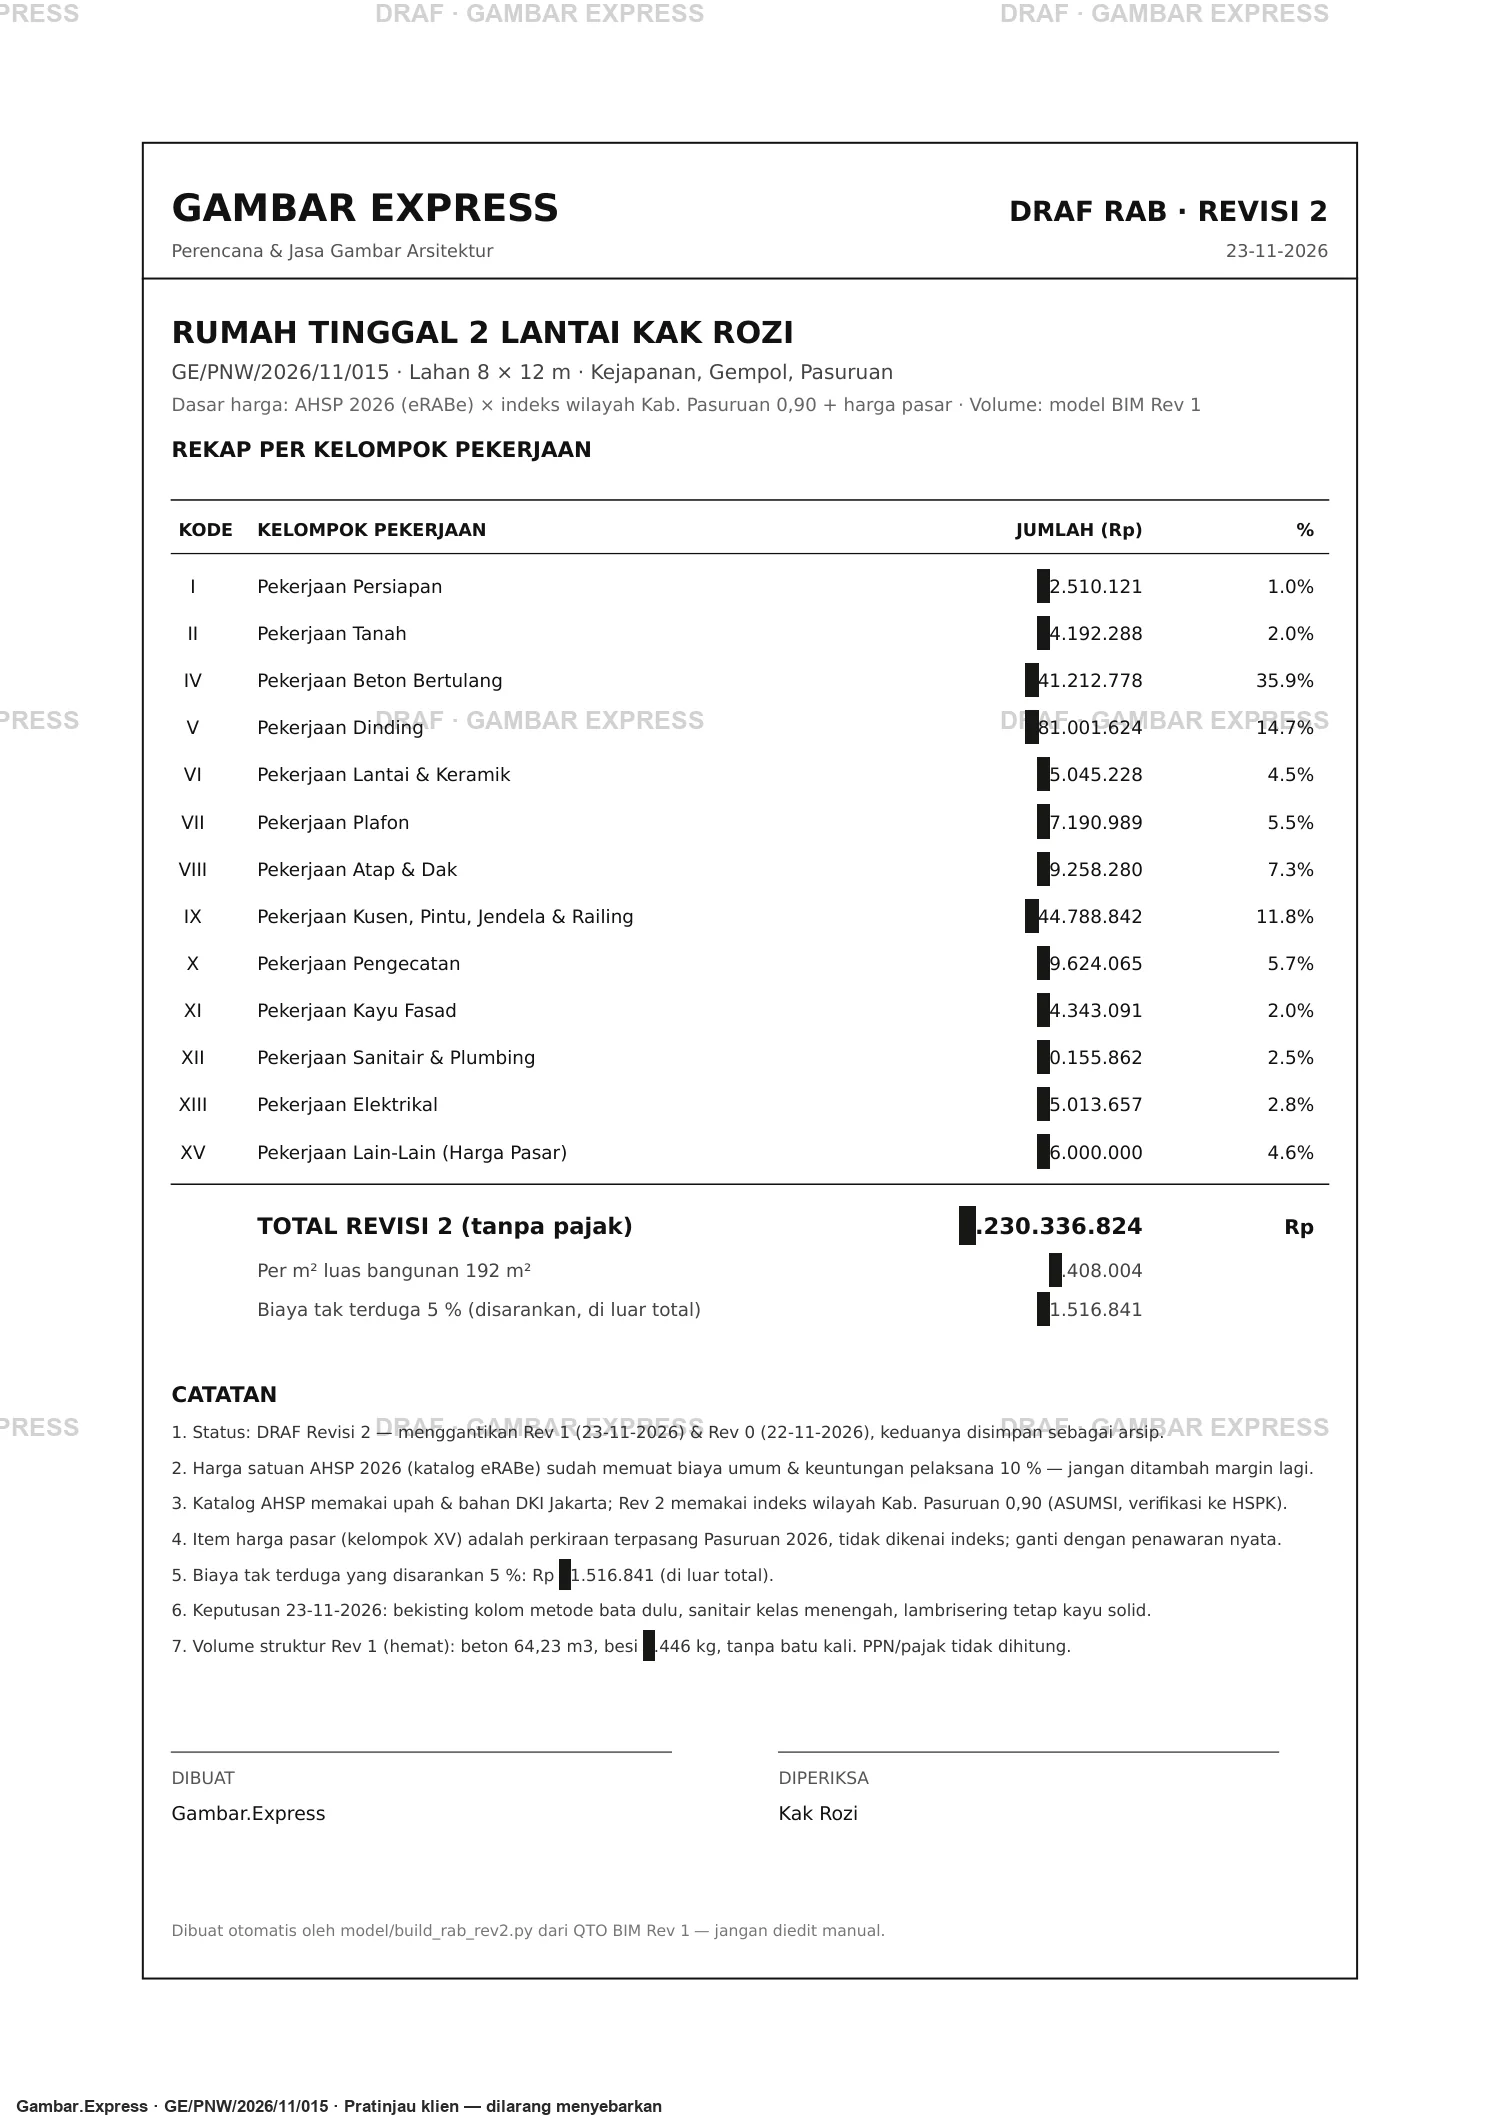 PRESS DRAF · GAMBAR EXPRESS DRAF · GAMBAR EXPRESS
GAMBAR EXPRESS DRAF RAB · REVISI 2
Perencana & Jasa Gambar Arsitektur 23-11-2026
RUMAH TINGGAL 2 LANTAI KAK ROZI
GE/PNW/2026/11/015 · Lahan 8 × 12 m · Kejapanan, Gempol, Pasuruan
Dasar harga: AHSP 2026 (eRABe) × indeks wilayah Kab. Pasuruan 0,90 + harga pasar · Volume: model BIM Rev 1
REKAP PER KELOMPOK PEKERJAAN
KODE KELOMPOK PEKERJAAN JUMLAH (Rp) %
I Pekerjaan Persiapan 2.510.121 1.0%
II Pekerjaan Tanah 4.192.288 2.0%
IV Pekerjaan Beton Bertulang 41.212.778 35.9%
PRESS DRAF · GAMBAR EXPRESS DRAF · GAMBAR EXPRESS
V Pekerjaan Dinding 81.001.624 14.7%
VI Pekerjaan Lantai & Keramik 5.045.228 4.5%
VII Pekerjaan Plafon 7.190.989 5.5%
VIII Pekerjaan Atap & Dak 9.258.280 7.3%
IX Pekerjaan Kusen, Pintu, Jendela & Railing 44.788.842 11.8%
X Pekerjaan Pengecatan 9.624.065 5.7%
XI Pekerjaan Kayu Fasad 4.343.091 2.0%
XII Pekerjaan Sanitair & Plumbing 0.155.862 2.5%
XIII Pekerjaan Elektrikal 5.013.657 2.8%
XV Pekerjaan Lain-Lain (Harga Pasar) 6.000.000 4.6%
TOTAL REVISI 2 (tanpa pajak) .230.336.824 Rp
Per m² luas bangunan 192 m² .408.004
Biaya tak terduga 5 % (disarankan, di luar total) 1.516.841
CATATAN
PRESS DRAF · GAMBAR EXPRESS DRAF · GAMBAR EXPRESS
1. Status: DRAF Revisi 2 — menggantikan Rev 1 (23-11-2026) & Rev 0 (22-11-2026), keduanya disimpan sebagai arsip.
2. Harga satuan AHSP 2026 (katalog eRABe) sudah memuat biaya umum & keuntungan pelaksana 10 % — jangan ditambah margin lagi.
3. Katalog AHSP memakai upah & bahan DKI Jakarta; Rev 2 memakai indeks wilayah Kab. Pasuruan 0,90 (ASUMSI, verifikasi ke HSPK).
4. Item harga pasar (kelompok XV) adalah perkiraan terpasang Pasuruan 2026, tidak dikenai indeks; ganti dengan penawaran nyata.
5. Biaya tak terduga yang disarankan 5 %: Rp 1.516.841 (di luar total).
6. Keputusan 23-11-2026: bekisting kolom metode bata dulu, sanitair kelas menengah, lambrisering tetap kayu solid.
7. Volume struktur Rev 1 (hemat): beton 64,23 m3, besi .446 kg, tanpa batu kali. PPN/pajak tidak dihitung.
DIBUAT DIPERIKSA
Gambar.Express Kak Rozi
Dibuat otomatis oleh model/build_rab_rev2.py dari QTO BIM Rev 1 — jangan diedit manual.
Gambar.Express · GE/PNW/2026/11/015 · Pratinjau klien — dilarang menyebarkan